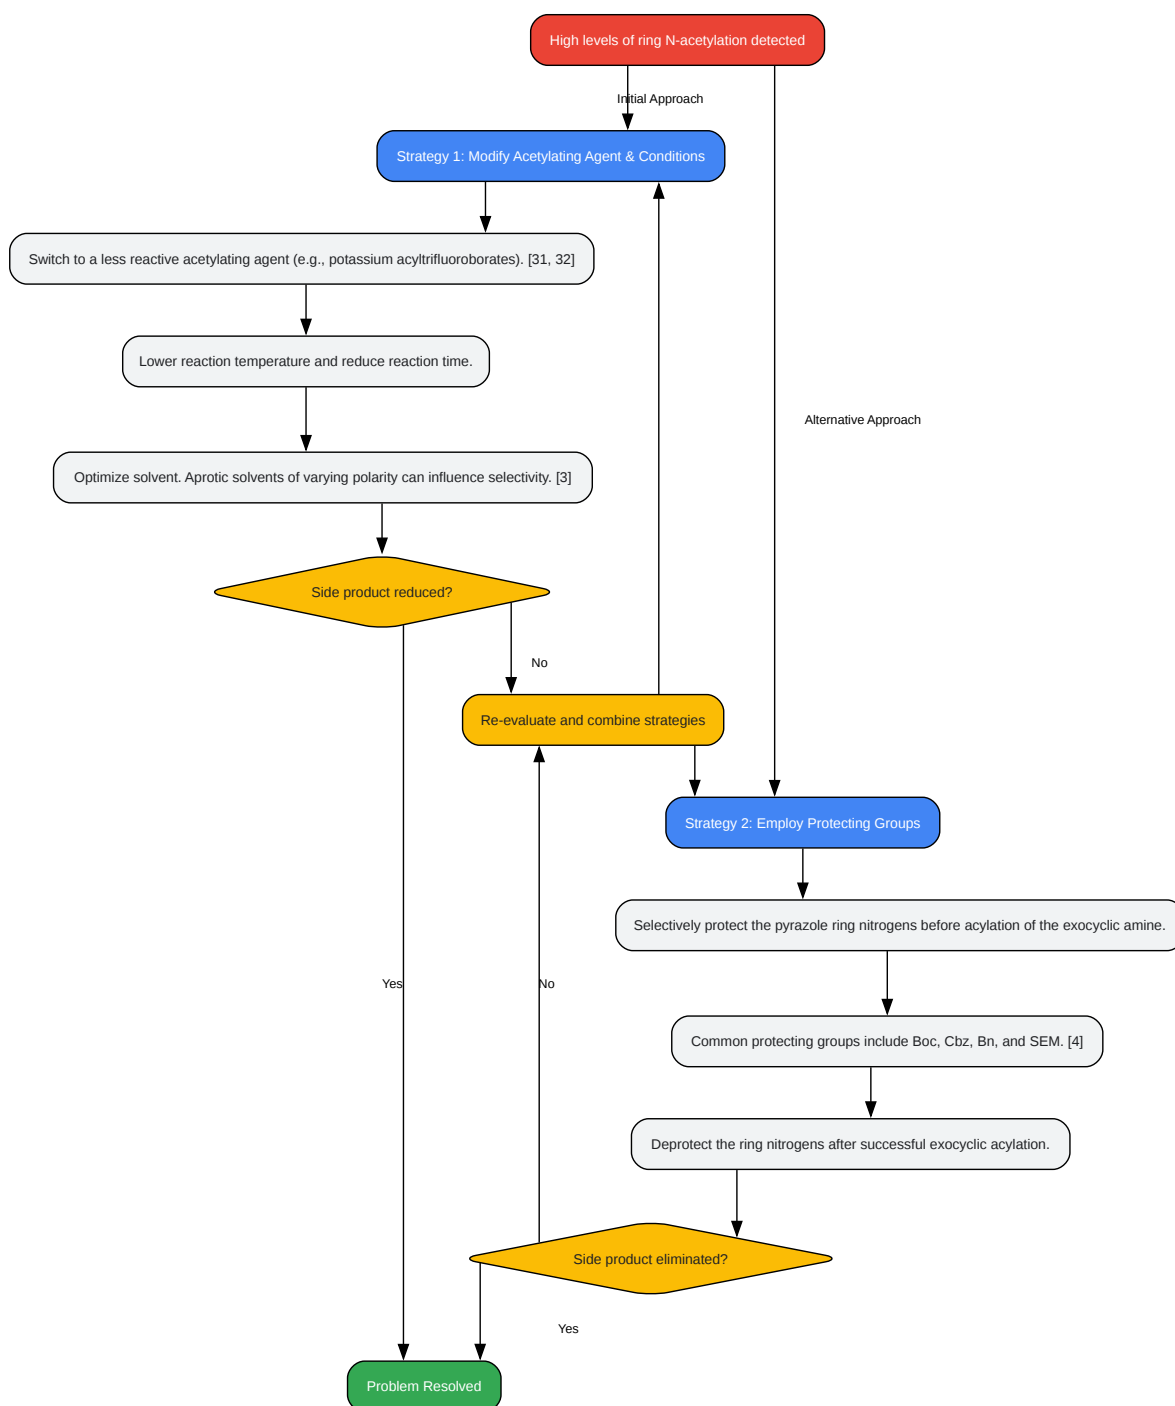 High levels of ring N-acetylation detected
Initial Approach
Strategy 1: Modify Acetylating Agent & Conditions
Switch to a less reactive acetylating agent (e.g., potassium acyltrifluoroborates). [31, 32]
Lower reaction temperature and reduce reaction time.
Alternative Approach
Optimize solvent. Aprotic solvents of varying polarity can influence selectivity. [3]
Side product reduced?
No
Re-evaluate and combine strategies
Strategy 2: Employ Protecting Groups
Selectively protect the pyrazole ring nitrogens before acylation of the exocyclic amine.
Yes
No
Common protecting groups include Boc, Cbz, Bn, and SEM. [4]
Deprotect the ring nitrogens after successful exocyclic acylation.
Side product eliminated?
Yes
Problem Resolved